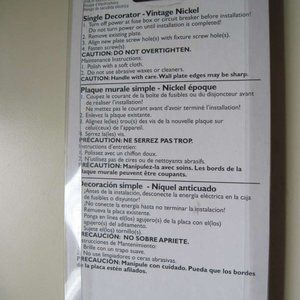 Single Decorator - Vintage Nickel
1. Turn off power at fuse box or circuit breaker before installation!
Do not turn power on until installation is completed!
2. Remove existing plate.
3. Align new plate screw hole(s) with fixture screw hole(s).
4. Fasten screw(s).
CAUTION: DO NOT OVERTIGHTEN.
Maintenance Instructions:
1. Polish with a soft cloth.
2. Do not use abrasive waxes or cleaners.
CAUTION: Handle with care. Wall plate edges may be sharp.
Plaque murale simple - Nickel époque
1. Coupez le courant de la boîte de fusibles ou du disjoncteur avant
de réaliser l'installation!
Ne mettez pas le courant avant d'avoir terminé l'installation!
2. Enlevez la plaque existante.
3. Alignez le(les) trou(s) des vis de la nouvelle plaque sur
celui(ceux) de l'appareil.
4. Serrez la(les) vis.
PRÉCAUTION: NE SERREZ PAS TROP.
Instructions d'entretien:
1. Polissez avec un chiffon doux.
2. N'utilisez pas de cires ou de nettoyants abrasifs.
PRÉCAUTION: Manipulez-la avec soins. Les bords de la
plaque murale peuvent être coupants.
Decoración simple - Níquel anticuado
¡Antes de la instalación, desconecte la energía eléctrica en la caja
de fusibles o disyuntor!
¡No conecte la energía hasta no terminar la instalacion!
Remueva la placa existente.
Ponga en línea el(los) agujero(s) de la placa con el(los)
agujero(s) del aditamento.
Sujete el(los) tornillo(s).
PRECAUCIÓN: NO SOBRE APRIETE.
Instrucciones de Mantenimiento:
Brille con un trapo suave.
No use limpiadores o ceras abrasivas.
PRECAUCIÓN: Manipule con cuidado. Pueda que los bordes
de la placa estén afilados.